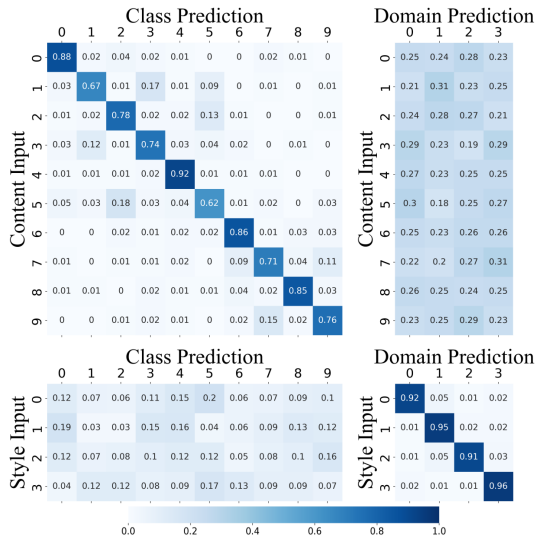 Class Prediction Domain Prediction
0 1 2 3 4 5 6 7 8 9 0 1 2 3
Content Input
0 0.88 0.02 0.04 0.02 0.01 0 0.02 0.01 0.01 0 0.25 0.24 0.28 0.23
1 0.03 0.67 0.01 0.17 0.01 0.09 0.01 0.01 0 0 0.21 0.31 0.23 0.25
2 0.01 0.02 0.78 0.02 0.01 0.13 0.01 0.01 0 0 0.24 0.28 0.27 0.21
3 0.03 0.12 0.01 0.74 0.03 0.04 0.01 0.02 0 0 0.29 0.23 0.19 0.29
4 0.01 0.01 0.01 0.02 0.92 0.02 0.01 0 0 0 0.27 0.23 0.25 0.25
5 0.05 0.03 0.18 0.03 0.04 0.62 0.01 0.02 0 0.03 0.3 0.18 0.25 0.27
6 0 0 0.02 0.02 0.01 0.02 0.86 0.01 0.03 0.03 0.25 0.23 0.26 0.26
7 0.01 0.01 0 0.02 0.01 0 0.09 0.71 0.04 0.11 0.22 0.2 0.27 0.31
8 0.01 0.01 0 0.02 0.01 0.01 0.04 0.02 0.85 0.03 0.26 0.25 0.24 0.25
9 0 0 0.01 0.02 0.01 0.01 0.02 0.15 0.02 0.76 0.23 0.25 0.29 0.23
Class Prediction Domain Prediction
0 1 2 3 4 5 6 7 8 9 0 1 2 3
Style Input
0 0.12 0.07 0.06 0.11 0.15 0.2 0.06 0.07 0.09 0.1 0.92 0.05 0.01 0.02
1 0.19 0.03 0.03 0.15 0.16 0.04 0.06 0.09 0.13 0.12 0.01 0.95 0.02 0.02
2 0.12 0.07 0.08 0.1 0.12 0.12 0.05 0.08 0.1 0.16 0.01 0.05 0.91 0.03
3 0.04 0.12 0.12 0.08 0.09 0.17 0.13 0.09 0.09 0.07 0.02 0.01 0.01 0.96
0.0 0.2 0.4 0.6 0.8 1.0